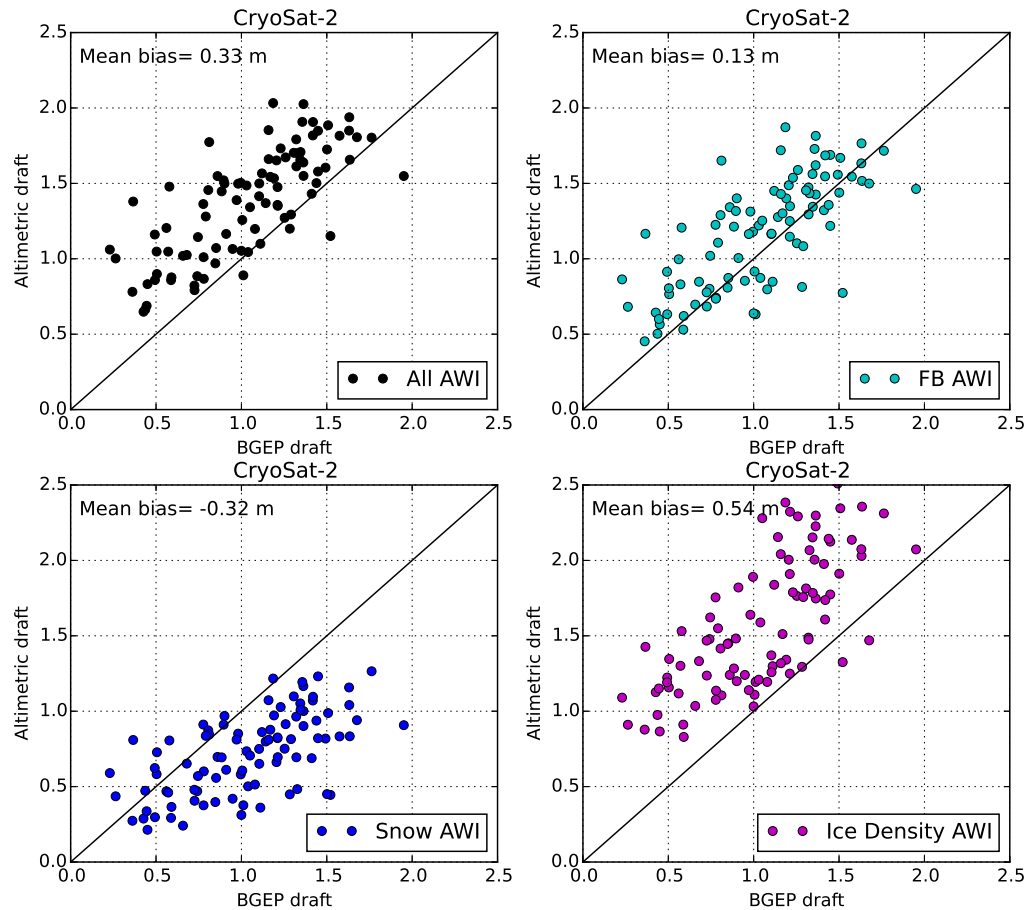 CryoSat-2
Mean bias= 0.33 m
2.5
2.0
1.5
1.0
0.5
0.0
Altimetric draft
All AWI
0.0 0.5 1.0 1.5 2.0 2.5
BGEP draft
CryoSat-2
Mean bias= 0.13 m
2.5
2.0
1.5
1.0
0.5
0.0
Altimetric draft
FB AWI
0.0 0.5 1.0 1.5 2.0 2.5
BGEP draft
CryoSat-2
Mean bias= -0.32 m
2.5
2.0
1.5
1.0
0.5
0.0
Altimetric draft
Snow AWI
0.0 0.5 1.0 1.5 2.0 2.5
BGEP draft
CryoSat-2
Mean bias= 0.54 m
2.5
2.0
1.5
1.0
0.5
0.0
Altimetric draft
Ice Density AWI
0.0 0.5 1.0 1.5 2.0 2.5
BGEP draft